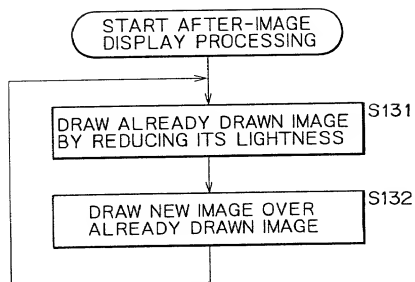 START AFTER-IMAGE
DISPLAY PROCESSING
S131
DRAW ALREADY DRAWN IMAGE
BY REDUCING ITS LIGHTNESS
S132
DRAW NEW IMAGE OVER
ALREADY DRAWN IMAGE